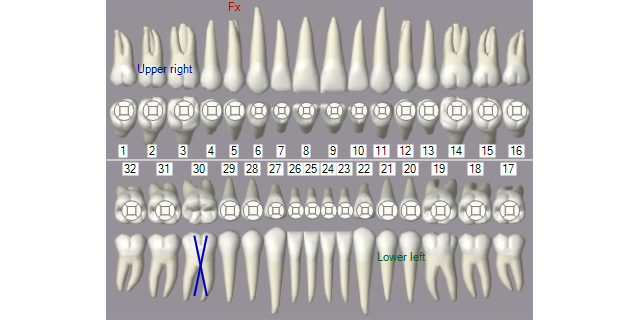 Fx
Upper right
1 2 3 4 5 6 7 8 9 10 11 12 13 14 15 16
32 31 30 29 28 27 26 25 24 23 22 21 20 19 18 17
Lower left